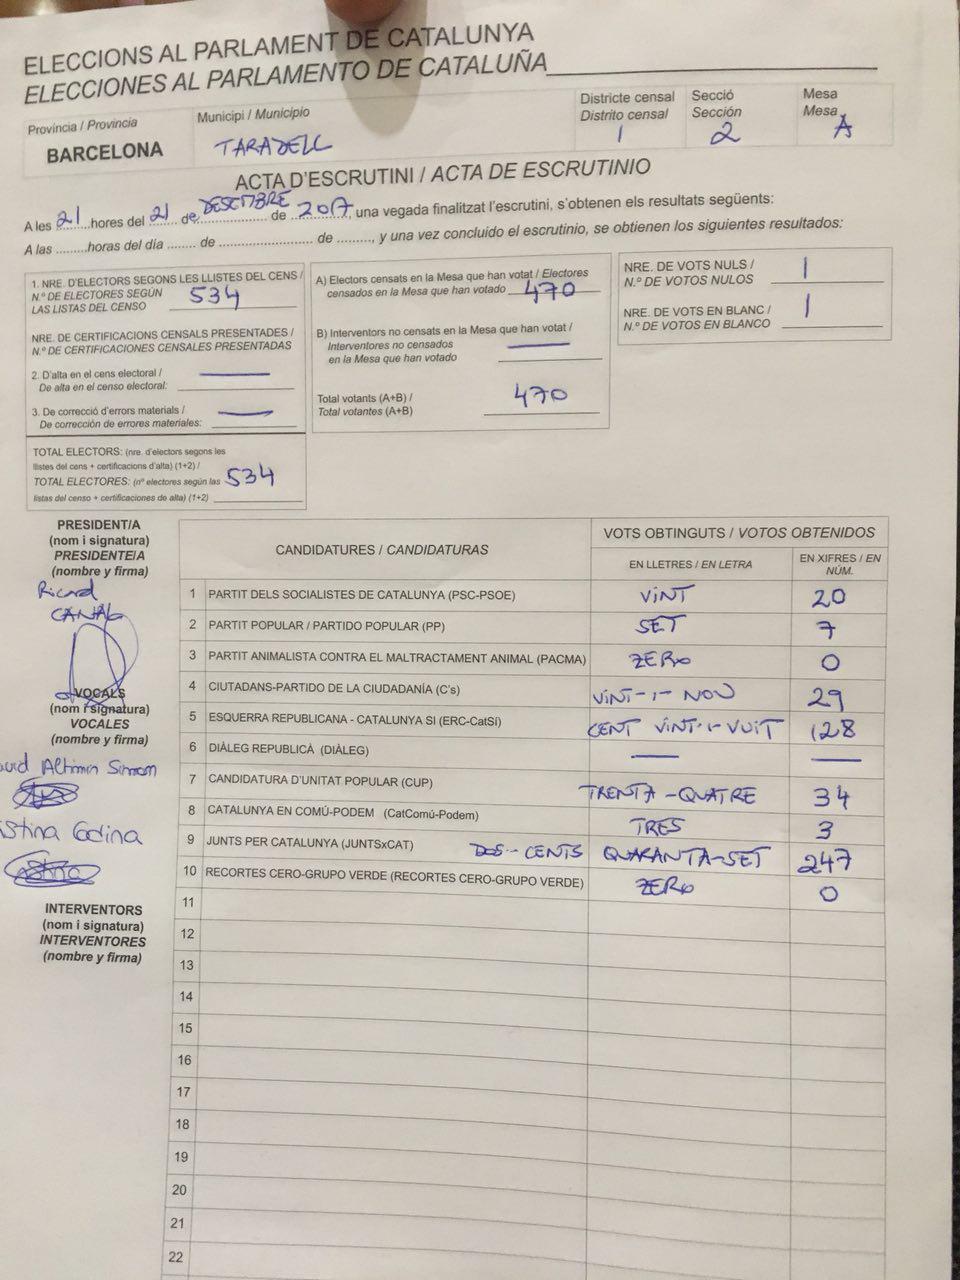 ELECCIONS AL PARLAMENT DE CATALUNYA
ELECCIONES AL PARLAMENTO DE CATALUÑA
Província / Provincia
BARCELONA
Municipi / Municipio
TARADELL
Districte censal
Distrito censal
1
Secció
Sección
2
Mesa
Mesa
A
ACTA D'ESCRUTINI / ACTA DE ESCRUTINIO
A les 21 hores del 21 de DESEMBRE de 2017, una vegada finalitzat l'escrutini, s'obtenen els resultats següents:
A las .........horas del día ....... de ....................... de ........., y una vez concluido el escrutinio, se obtienen los siguientes resultados:
1. NRE. D'ELECTORS SEGONS LES LLISTES DEL CENS /
N.º DE ELECTORES SEGÚN
LAS LISTAS DEL CENSO 534
NRE. DE CERTIFICACIONS CENSALS PRESENTADES /
N.º DE CERTIFICACIONES CENSALES PRESENTADAS
2. D'alta en el cens electoral /
De alta en el censo electoral: —
3. De correcció d'errors materials /
De corrección de errores materiales: —
TOTAL ELECTORS: (nre. d'electors segons les
llistes del cens + certificacions d'alta) (1+2) /
TOTAL ELECTORES: (nº electores según las 534
listas del censo + certificaciones de alta) (1+2)
A) Electors censats en la Mesa que han votat / Electores
censados en la Mesa que han votado 470
B) Interventors no censats en la Mesa que han votat /
Interventores no censados —
en la Mesa que han votado
Total votants (A+B) / 470
Total votantes (A+B)
NRE. DE VOTS NULS / 1
N.º DE VOTOS NULOS
NRE. DE VOTS EN BLANC / 1
N.º DE VOTOS EN BLANCO
PRESIDENT/A
(nom i signatura)
PRESIDENTE/A
(nombre y firma)
Ricard
CANAL
VOCALS
(nom i signatura)
VOCALES
(nombre y firma)
Altimir
Codina
INTERVENTORS
(nom i signatura)
INTERVENTORES
(nombre y firma)
CANDIDATURES / CANDIDATURAS
VOTS OBTINGUTS / VOTOS OBTENIDOS
EN LLETRES / EN LETRA
EN XIFRES / EN
NÚM.
1 PARTIT DELS SOCIALISTES DE CATALUNYA (PSC-PSOE) VINT 20
2 PARTIT POPULAR / PARTIDO POPULAR (PP) SET 7
3 PARTIT ANIMALISTA CONTRA EL MALTRACTAMENT ANIMAL (PACMA) ZERO 0
4 CIUTADANS-PARTIDO DE LA CIUDADANÍA (C's) VINT-I-NOU 29
5 ESQUERRA REPUBLICANA - CATALUNYA SI (ERC-CatSí) CENT VINT-I-VUIT 128
6 DIÀLEG REPUBLICÀ (DIÀLEG) — —
7 CANDIDATURA D'UNITAT POPULAR (CUP) TRENTA-QUATRE 34
8 CATALUNYA EN COMÚ-PODEM (CatComú-Podem) TRES 3
9 JUNTS PER CATALUNYA (JUNTSxCAT) DOS-CENTS QUARANTA-SET 247
10 RECORTES CERO-GRUPO VERDE (RECORTES CERO-GRUPO VERDE) ZERO 0
11
12
13
14
15
16
17
18
19
20
21
22